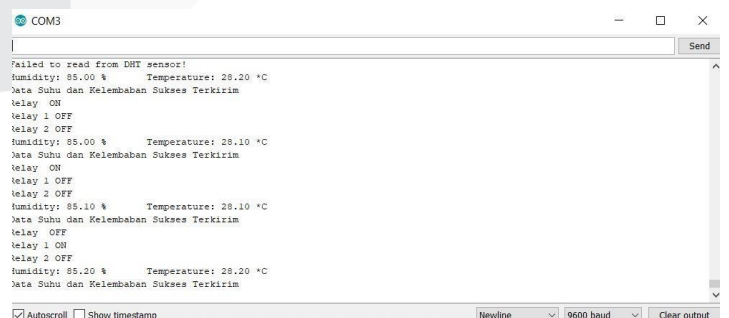 COM3
Send
Failed to read from DHT sensor!
Humidity: 85.00 % Temperature: 28.20 *C
Data Suhu dan Kelembaban Sukses Terkirim
Relay ON
Relay 1 OFF
Relay 2 OFF
Humidity: 85.00 % Temperature: 28.10 *C
Data Suhu dan Kelembaban Sukses Terkirim
Relay ON
Relay 1 OFF
Relay 2 OFF
Humidity: 85.10 % Temperature: 28.10 *C
Data Suhu dan Kelembaban Sukses Terkirim
Relay OFF
Relay 1 ON
Relay 2 OFF
Humidity: 85.20 % Temperature: 28.20 *C
Data Suhu dan Kelembaban Sukses Terkirim
Autoscroll Show timestamp Newline 9600 baud Clear output